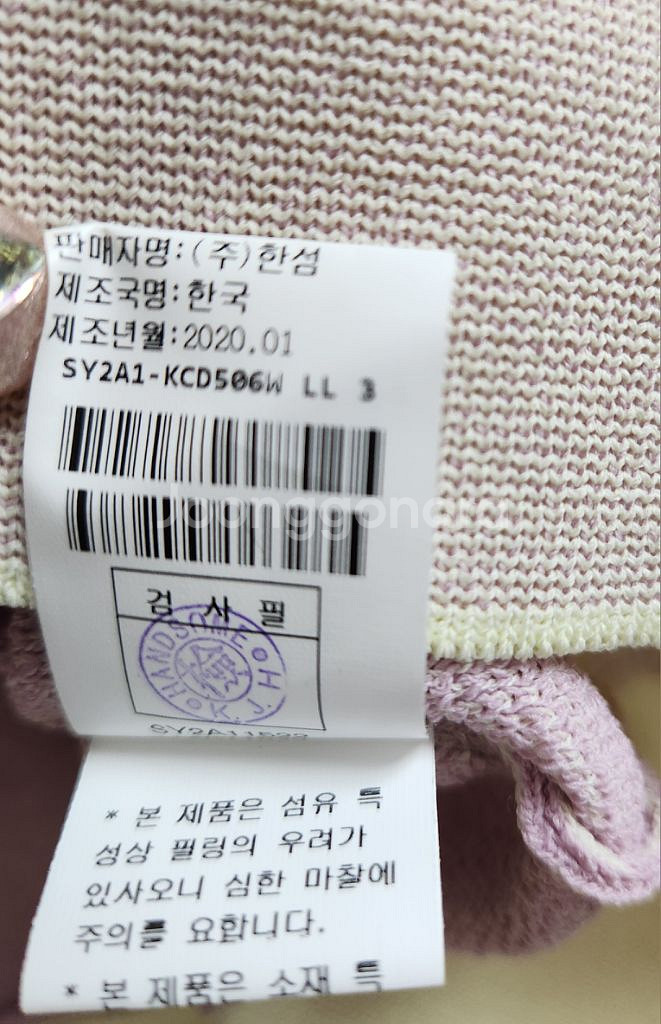 판매자명:(주)한섬
제조국명:한국
제조년월:2020.01
SY2A1-KCD506W LL 3
Joonggonara
검 사 필
HANDSOME
K.J.H
* 본 제품은 섬유 특
성상 필링의 우려가
있사오니 심한 마찰에
주의를 요합니다.
* 본 제품은 소재 특